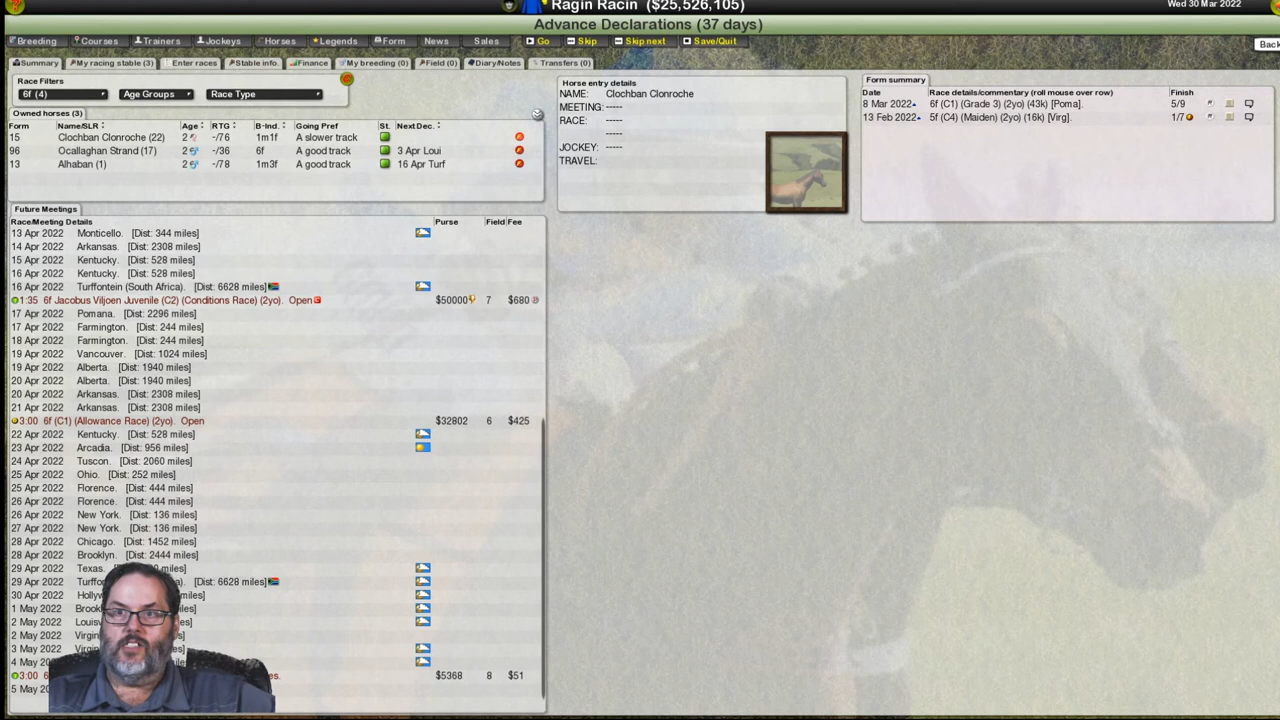 Ragin Racin ($25,526,105)
Wed 30 Mar 2022
Advance Declarations (37 days)
Breeding Courses Trainers Jockeys Horses Legends Form News Sales Go Skip Skip next Save/Quit
Back
Summary My racing stable (3) Enter races Stable info. Finance My breeding (0) Field (0) Diary/Notes Transfers (0)
Race Filters
6f (4) Age Groups Race Type
Owned horses (3)
Form Name/SLR Age RTG B-Ind. Going Pref St. Next Dec.
15 Clochban Clonroche (22) 2 -/76 1m1f A slower track
96 Ocallaghan Strand (17) 2 -/36 6f A good track 3 Apr Loui
13 Alhaban (1) 2 -/78 1m3f A good track 16 Apr Turf
Horse entry details
NAME: Clochban Clonroche
MEETING: -----
RACE: -----
-----
JOCKEY: -----
TRAVEL:
Form summary
Date Race details/commentary (roll mouse over row) Finish
8 Mar 2022 6f (C1) (Grade 3) (2yo) (43k) [Poma]. 5/9
13 Feb 2022 5f (C4) (Maiden) (2yo) (16k) [Virg]. 1/7
Future Meetings
Race/Meeting Details Purse Field Fee
13 Apr 2022 Monticello. [Dist: 344 miles]
14 Apr 2022 Arkansas. [Dist: 2308 miles]
15 Apr 2022 Kentucky. [Dist: 528 miles]
16 Apr 2022 Kentucky. [Dist: 528 miles]
16 Apr 2022 Turffontein (South Africa). [Dist: 6628 miles]
1:35 6f Jacobus Viljoen Juvenile (C2) (Conditions Race) (2yo). Open $50000 7 $680
17 Apr 2022 Pomana. [Dist: 2296 miles]
17 Apr 2022 Farmington. [Dist: 244 miles]
18 Apr 2022 Farmington. [Dist: 244 miles]
19 Apr 2022 Vancouver. [Dist: 1024 miles]
19 Apr 2022 Alberta. [Dist: 1940 miles]
20 Apr 2022 Alberta. [Dist: 1940 miles]
20 Apr 2022 Arkansas. [Dist: 2308 miles]
21 Apr 2022 Arkansas. [Dist: 2308 miles]
3:00 6f (C1) (Allowance Race) (2yo). Open $32802 6 $425
22 Apr 2022 Kentucky. [Dist: 528 miles]
23 Apr 2022 Arcadia. [Dist: 956 miles]
24 Apr 2022 Tuscon. [Dist: 2060 miles]
25 Apr 2022 Ohio. [Dist: 252 miles]
25 Apr 2022 Florence. [Dist: 444 miles]
26 Apr 2022 Florence. [Dist: 444 miles]
26 Apr 2022 New York. [Dist: 136 miles]
27 Apr 2022 New York. [Dist: 136 miles]
28 Apr 2022 Chicago. [Dist: 1452 miles]
28 Apr 2022 Brooklyn. [Dist: 2444 miles]
29 Apr 2022 Texas. miles]
29 Apr 2022 [Dist: 6628 miles]
30 Apr 2022 miles]
1 May 2022 miles]
2 May 2022 miles]
2 May 2022
3 May 2022
4 May
3:00 $5368 8 $51
5 May